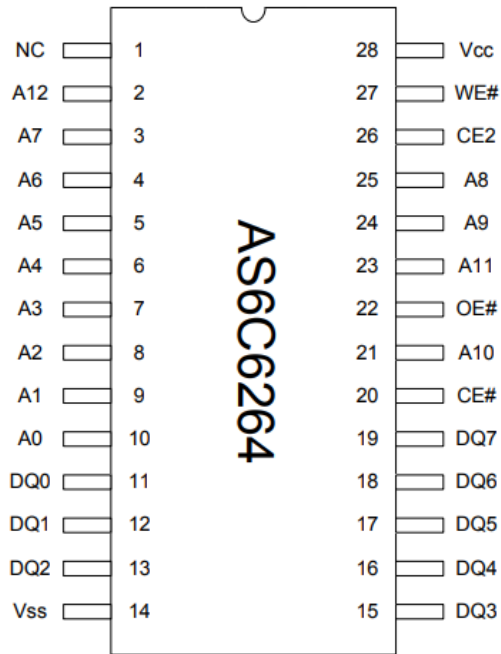 NC 1 28 Vcc
A12 2 27 WE#
A7 3 26 CE2
A6 4 25 A8
A5 5 24 A9
A4 6 23 A11
A3 7 22 OE#
A2 8 21 A10
A1 9 20 CE#
A0 10 19 DQ7
DQ0 11 18 DQ6
DQ1 12 17 DQ5
DQ2 13 16 DQ4
Vss 14 15 DQ3
AS6C6264